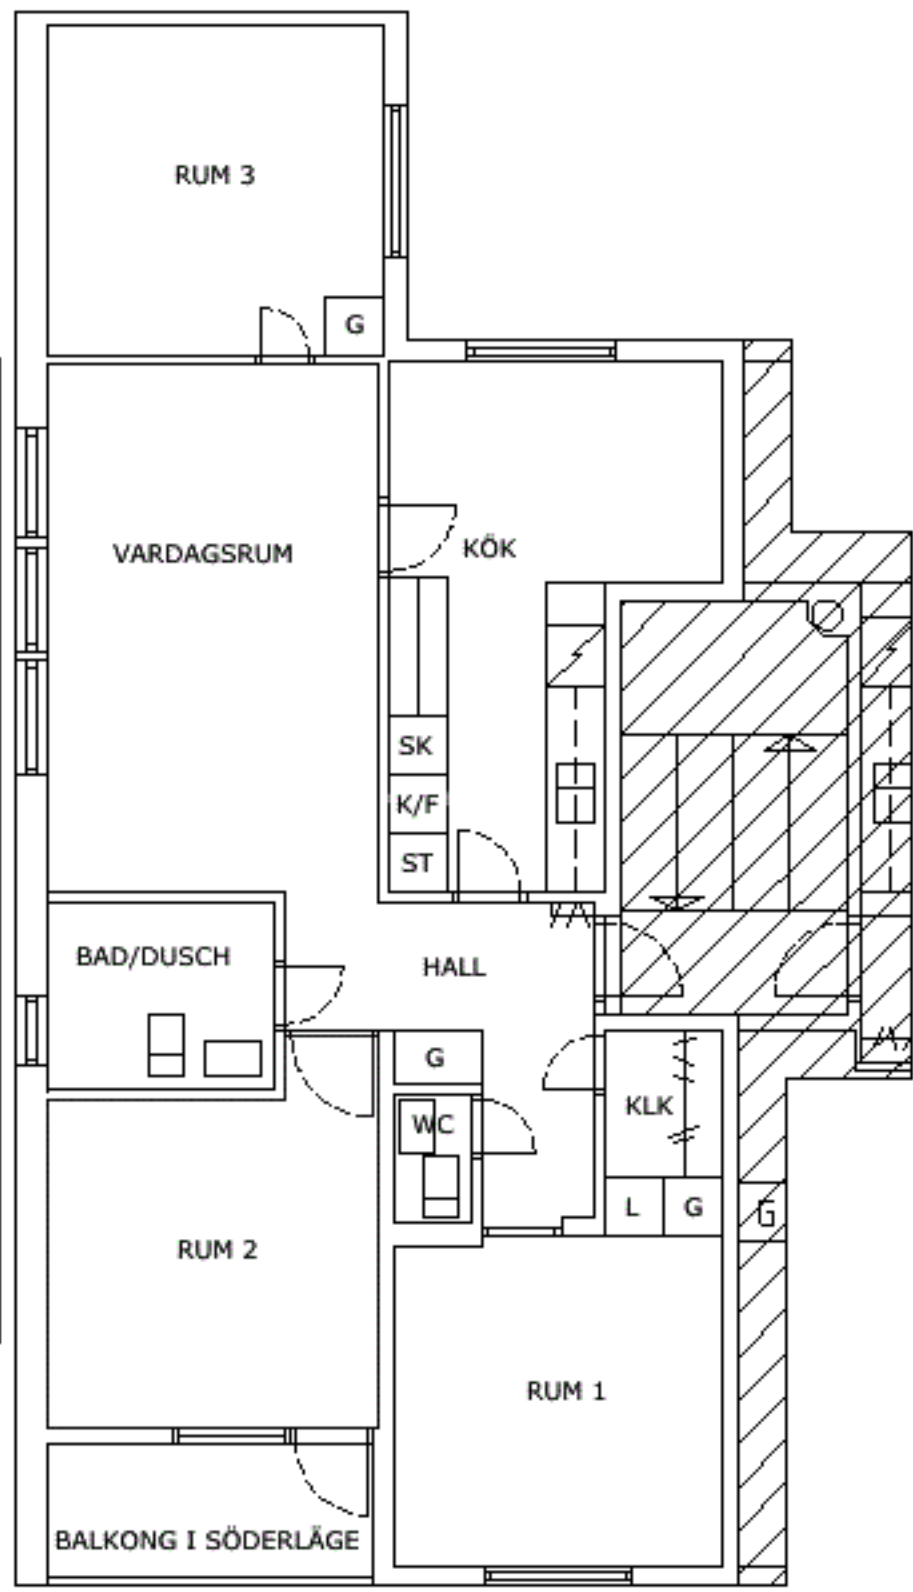 RUM 3
G
VARDAGSRUM
KÖK
SK
K/F
ST
BAD/DUSCH
HALL
G
WC
KLK
L
G
G
RUM 2
RUM 1
BALKONG I SÖDERLÄGE